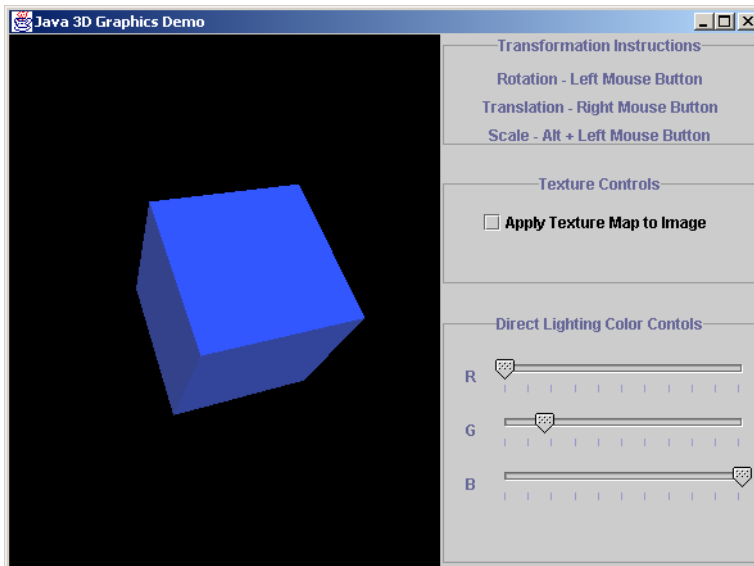 Java 3D Graphics Demo
Transformation Instructions
Rotation - Left Mouse Button
Translation - Right Mouse Button
Scale - Alt + Left Mouse Button
Texture Controls
Apply Texture Map to Image
Direct Lighting Color Contols
R
G
B